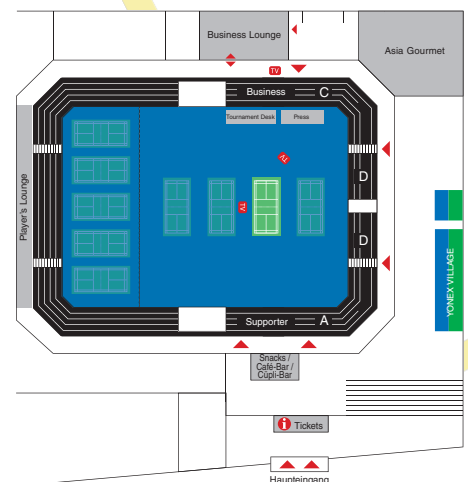 Business Lounge
Asia Gourmet
TV
Business C
Tournament Desk
Press
TV
D
Player's Lounge
TV
D
YONEX VILLAGE
Supporter A
Snacks /
Café-Bar /
Cüpli-Bar
i Tickets
Haupteingang